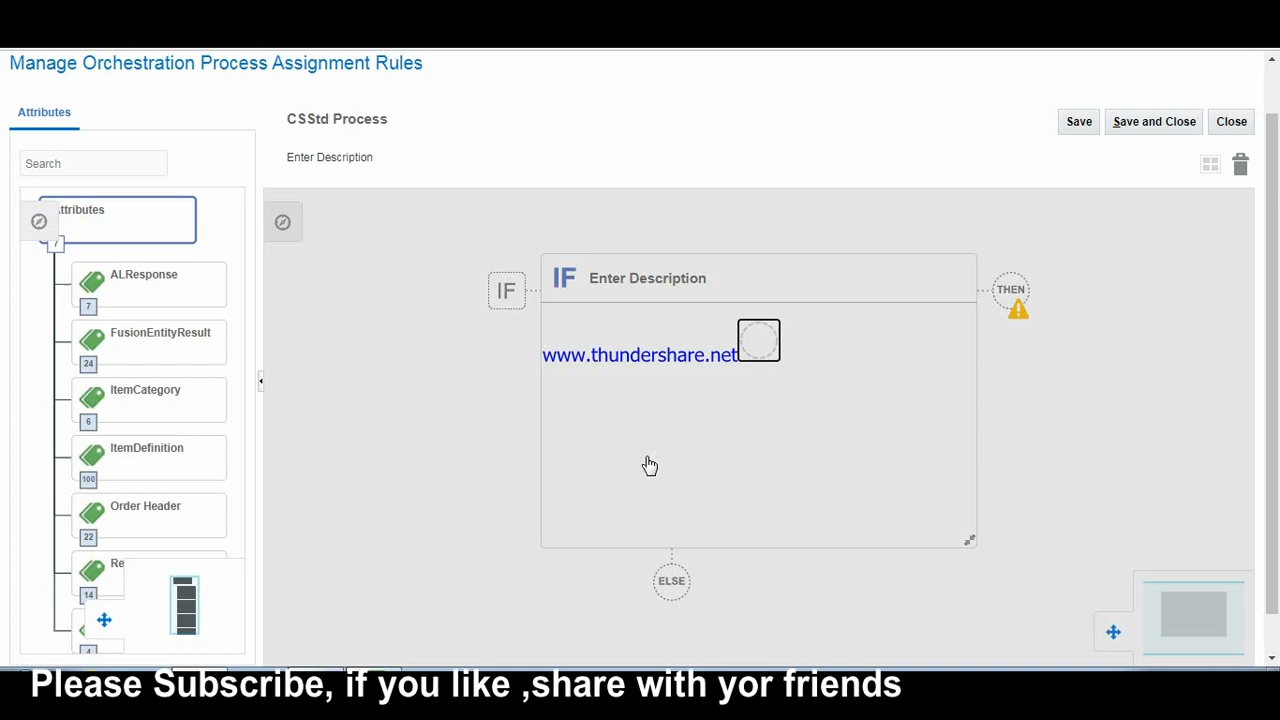 Manage Orchestration Process Assignment Rules
Attributes
CSStd Process
Save
Save and Close
Close
Enter Description
Search
ttributes
7
ALResponse
7
FusionEntityResult
24
ItemCategory
6
ItemDefinition
100
Order Header
22
Re
14
4
IF
IF Enter Description
THEN
www.thundershare.net
ELSE
Please Subscribe, if you like ,share with yor friends